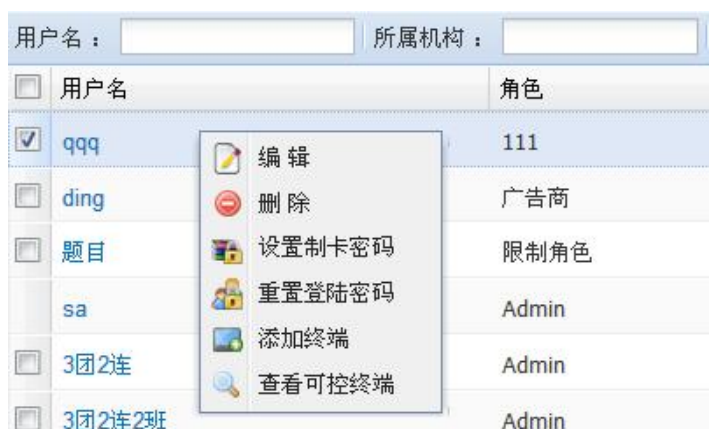 用户名： 所属机构：
用户名 角色
qqq 111
编辑
ding 广告商
删除
题目 限制角色
设置制卡密码
重置登陆密码
sa Admin
添加终端
3团2连 Admin
查看可控终端
3团2连2班 Admin